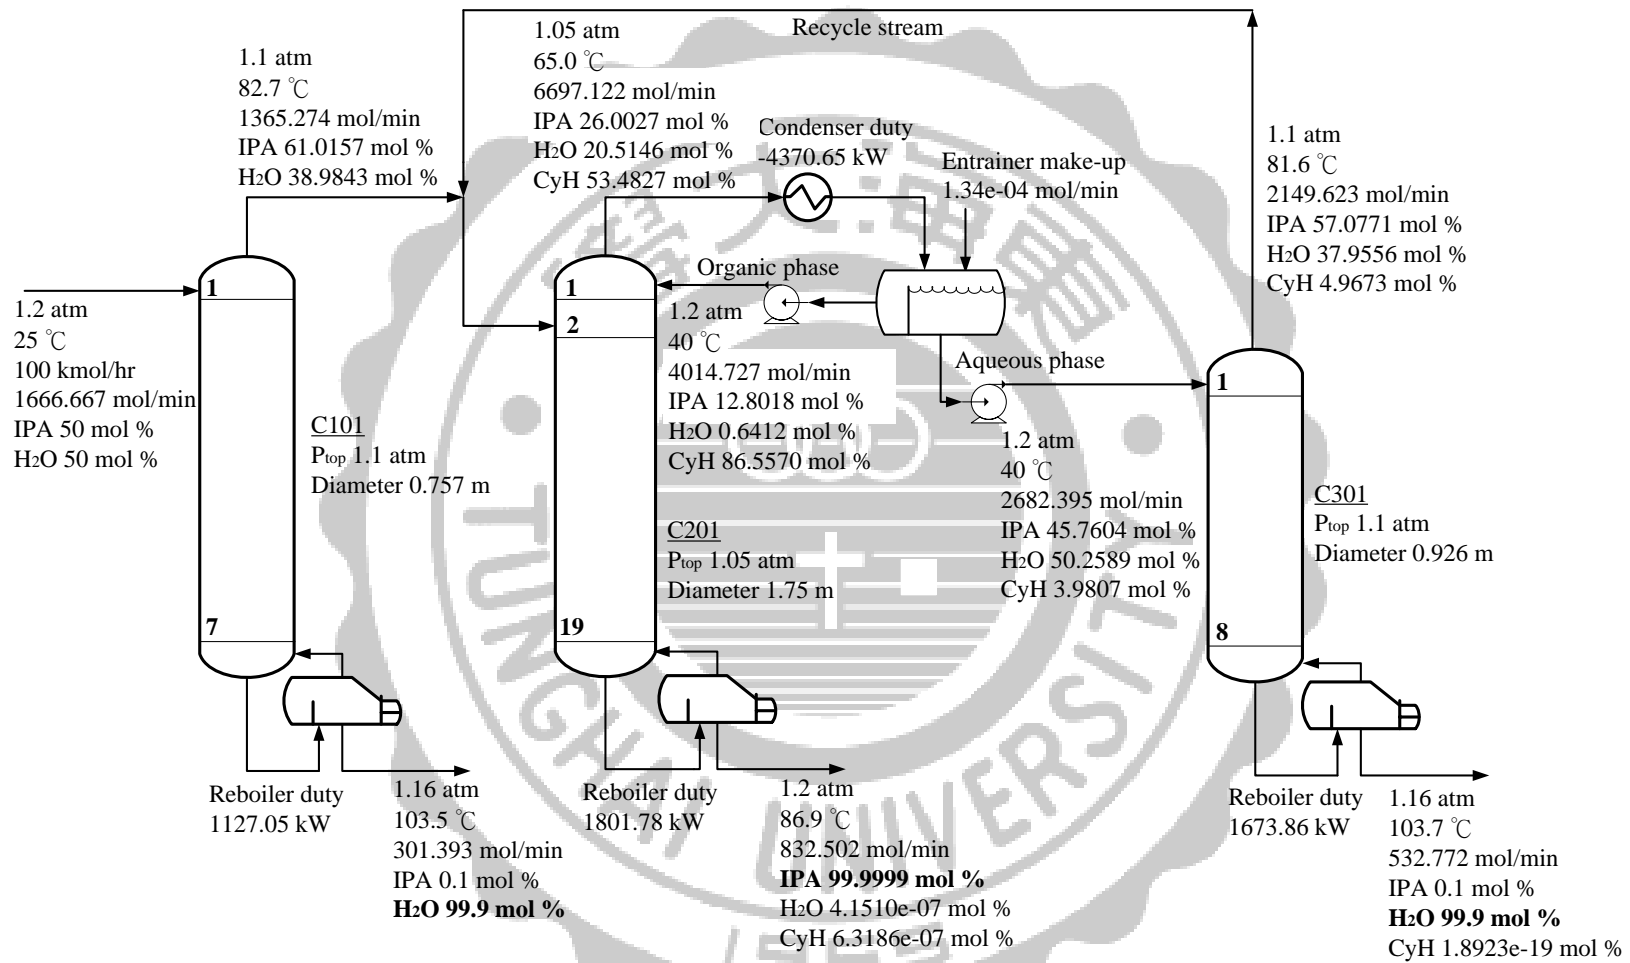 Recycle stream
1.1 atm
82.7 ℃
1365.274 mol/min
IPA 61.0157 mol %
H2O 38.9843 mol %
1.05 atm
65.0 ℃
6697.122 mol/min
IPA 26.0027 mol %
H2O 20.5146 mol %
CyH 53.4827 mol %
Condenser duty
-4370.65 kW
Entrainer make-up
1.34e-04 mol/min
1.1 atm
81.6 ℃
2149.623 mol/min
IPA 57.0771 mol %
H2O 37.9556 mol %
CyH 4.9673 mol %
1.2 atm
25 ℃
100 kmol/hr
1666.667 mol/min
IPA 50 mol %
H2O 50 mol %
1
7
C101
Ptop 1.1 atm
Diameter 0.757 m
1
2
19
Organic phase
1.2 atm
40 ℃
4014.727 mol/min
IPA 12.8018 mol %
H2O 0.6412 mol %
CyH 86.5570 mol %
C201
Ptop 1.05 atm
Diameter 1.75 m
Aqueous phase
1.2 atm
40 ℃
2682.395 mol/min
IPA 45.7604 mol %
H2O 50.2589 mol %
CyH 3.9807 mol %
1
8
C301
Ptop 1.1 atm
Diameter 0.926 m
Reboiler duty
1127.05 kW
1.16 atm
103.5 ℃
301.393 mol/min
IPA 0.1 mol %
H2O 99.9 mol %
Reboiler duty
1801.78 kW
1.2 atm
86.9 ℃
832.502 mol/min
IPA 99.9999 mol %
H2O 4.1510e-07 mol %
CyH 6.3186e-07 mol %
Reboiler duty
1673.86 kW
1.16 atm
103.7 ℃
532.772 mol/min
IPA 0.1 mol %
H2O 99.9 mol %
CyH 1.8923e-19 mol %
TUNGHAI UNIVERSITY